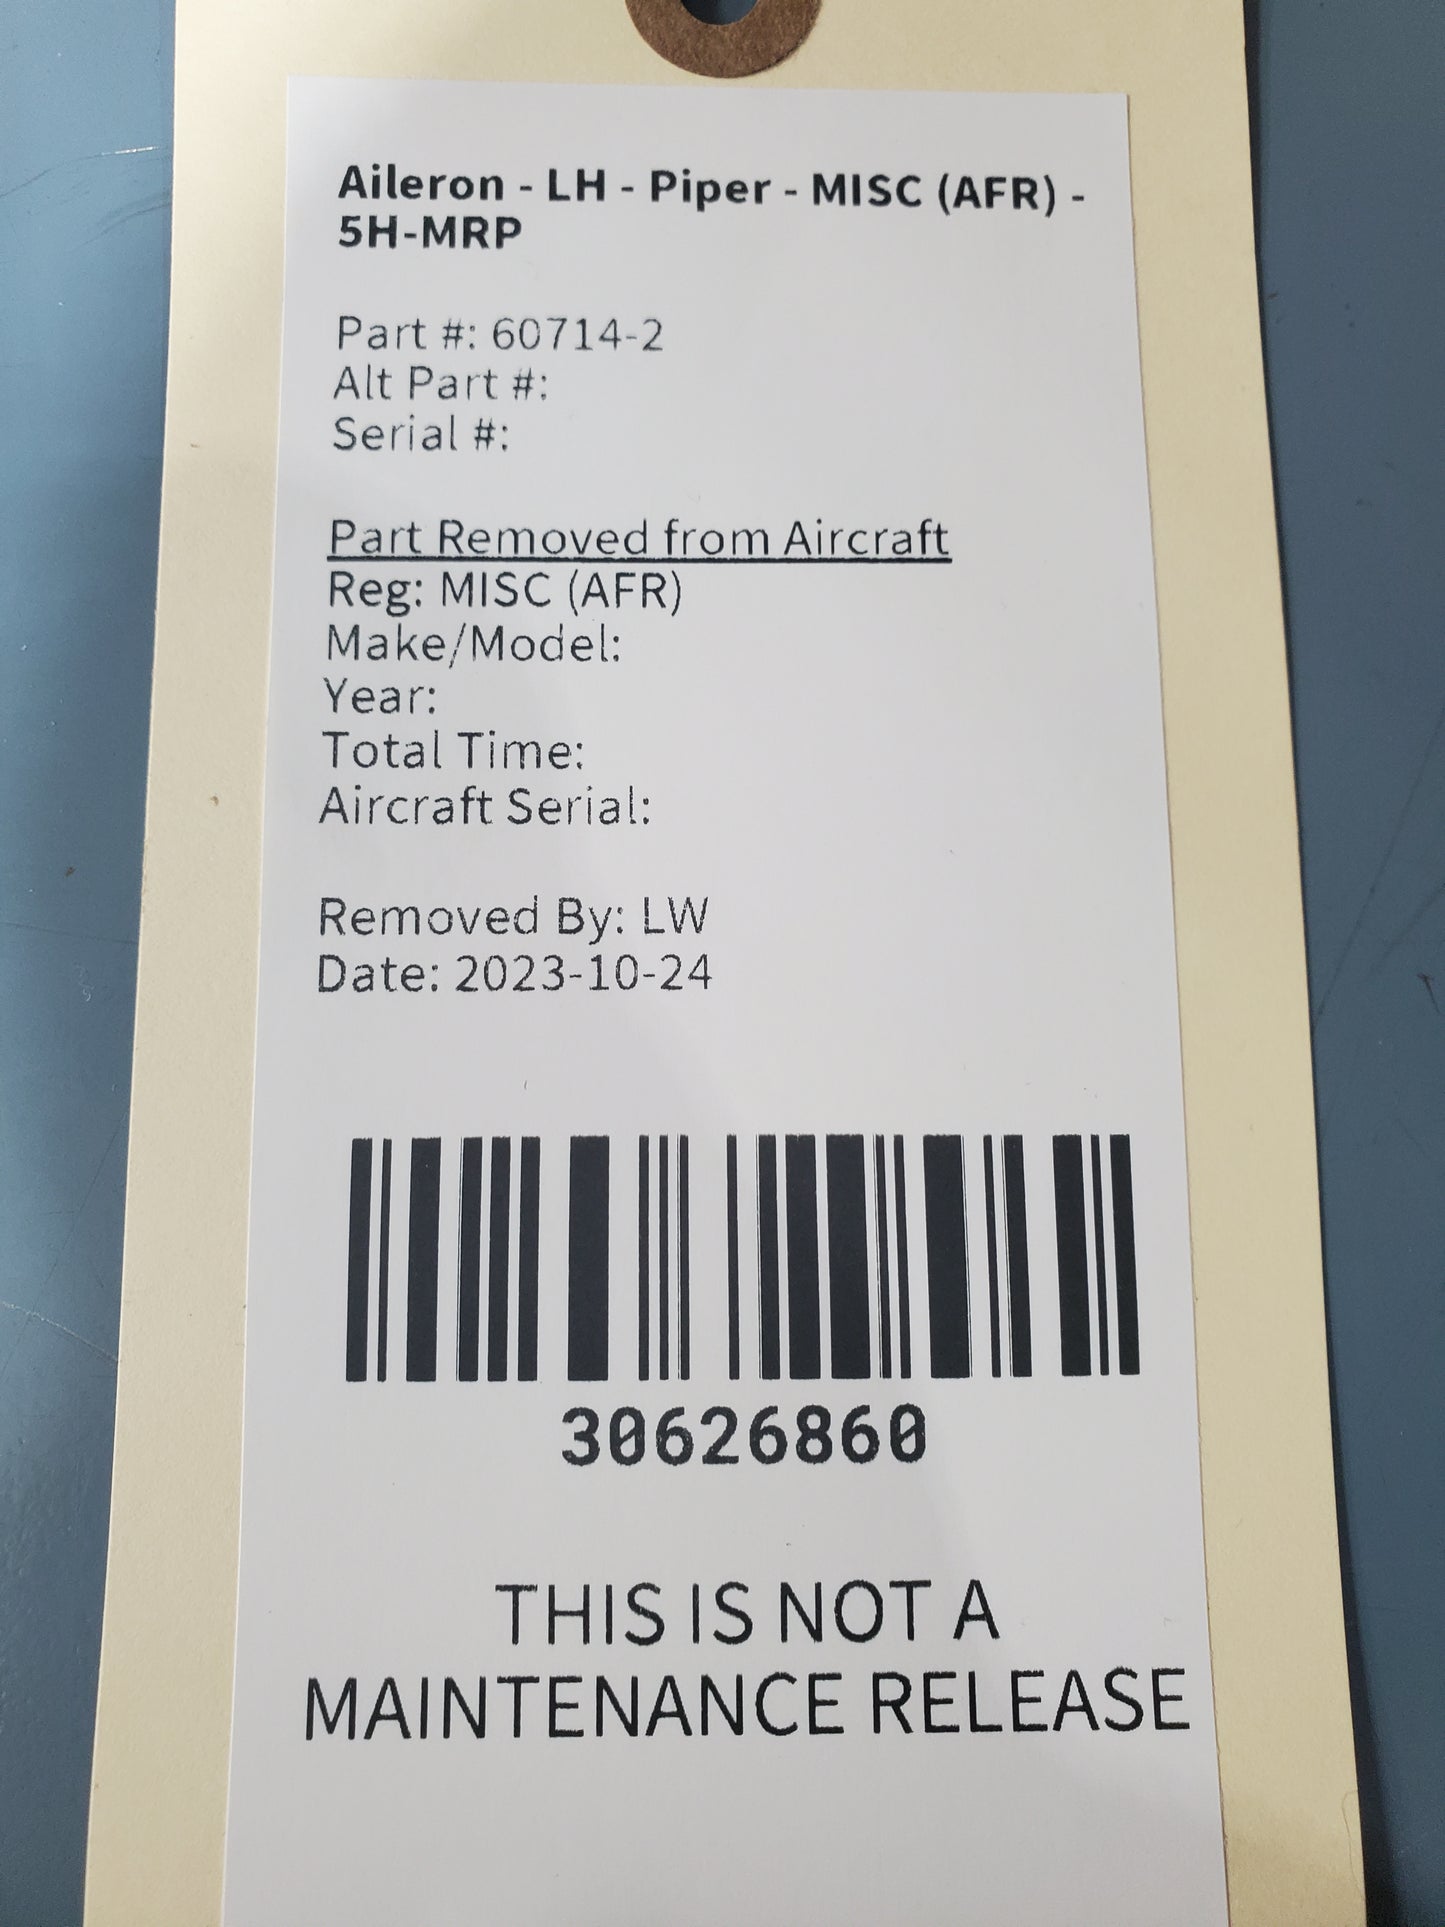 Aileron - LH - Piper - MISC (AFR) -
5H-MRP
Part #: 60714-2
Alt Part #:
Serial #:
Part Removed from Aircraft
Reg: MISC (AFR)
Make/Model:
Year:
Total Time:
Aircraft Serial:
Removed By: LW
Date: 2023-10-24
30626860
THIS IS NOT A
MAINTENANCE RELEASE